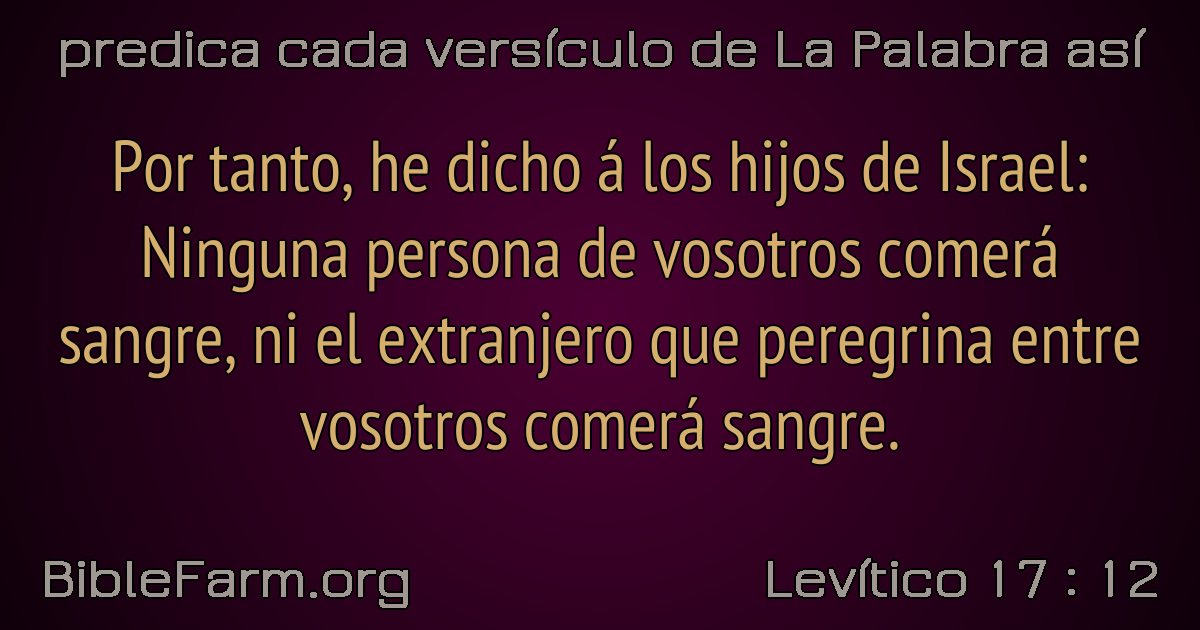 predica cada versículo de La Palabra así
Por tanto, he dicho á los hijos de Israel:
Ninguna persona de vosotros comerá
sangre, ni el extranjero que peregrina entre
vosotros comerá sangre.
BibleFarm.org
Levítico 17 : 12